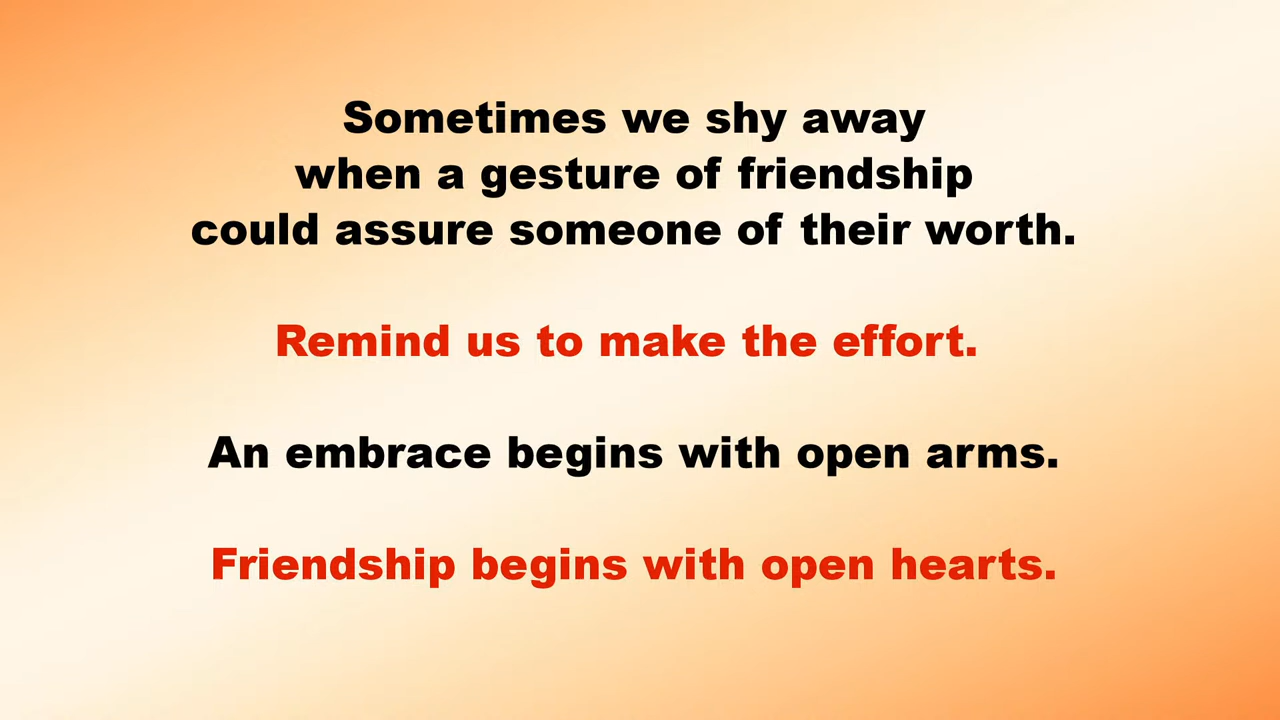 Sometimes we shy away
when a gesture of friendship
could assure someone of their worth.
Remind us to make the effort.
An embrace begins with open arms.
Friendship begins with open hearts.